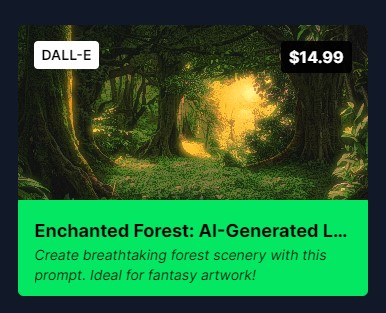 DALL-E
$14.99
Enchanted Forest: AI-Generated L...
Create breathtaking forest scenery with this
prompt. Ideal for fantasy artwork!